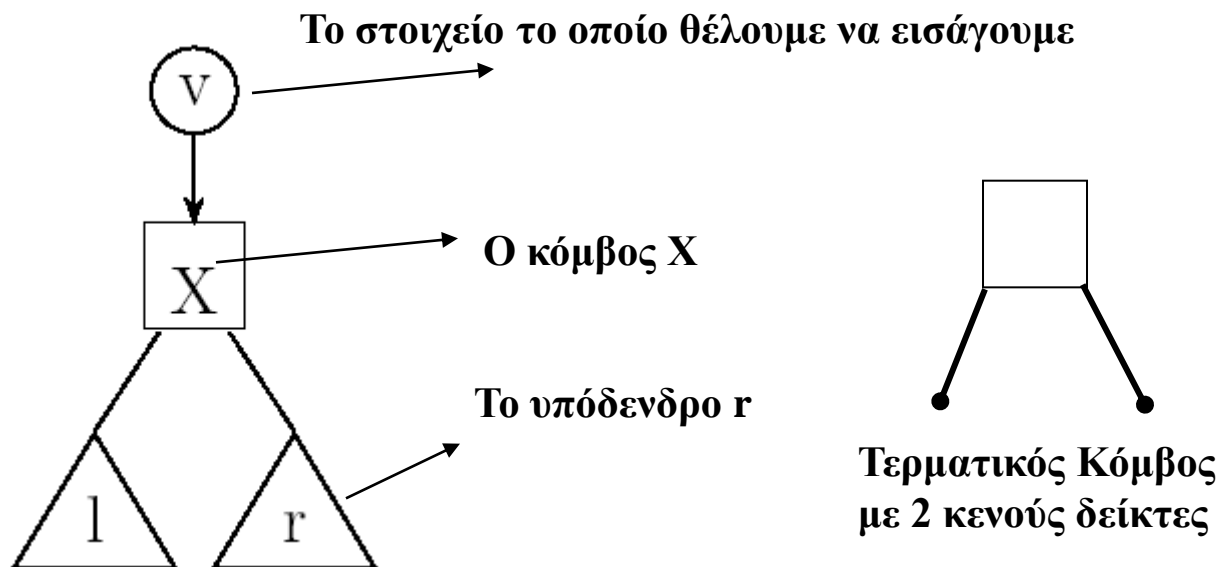 Το στοιχείο το οποίο θέλουμε να εισάγουμε
v
Ο κόμβος X
X
Το υπόδενδρο r
l
r
Τερματικός Κόμβος
με 2 κενούς δείκτες